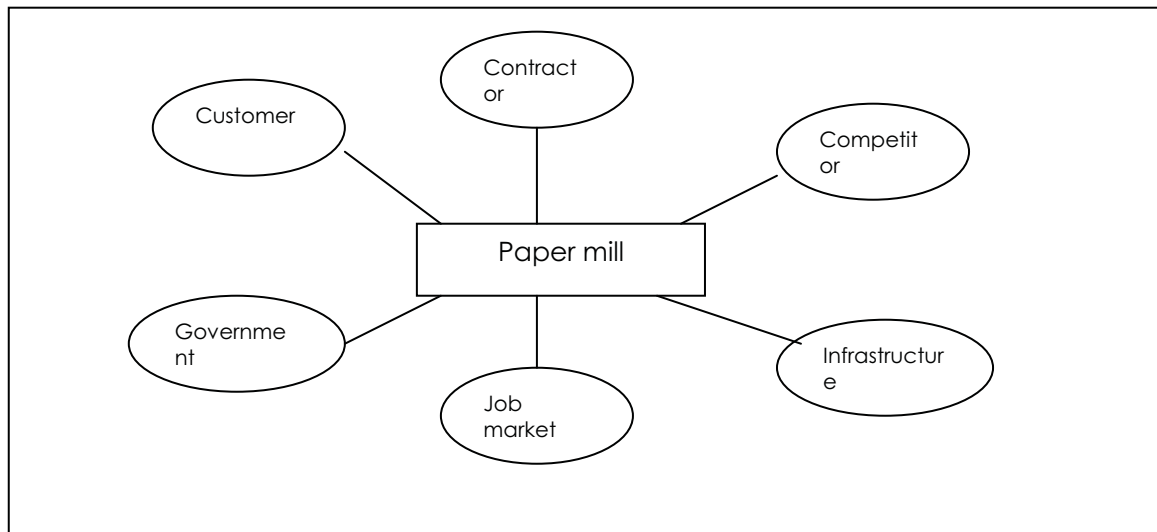 Contract
or
Customer
Competit
or
Paper mill
Governme
nt
Infrastructur
e
Job
market